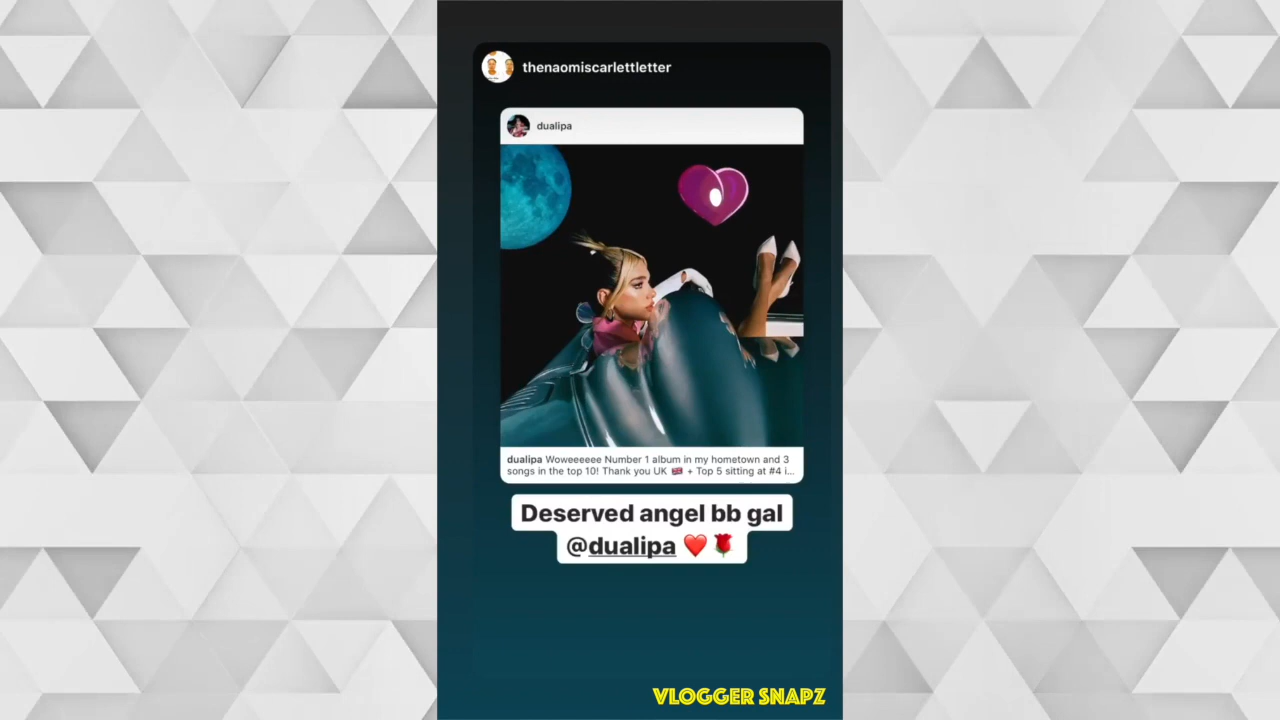 thenaomiscarlettletter
dualipa
dualipa Woweeeeee Number 1 album in my hometown and 3
songs in the top 10! Thank you UK 🇬🇧 + Top 5 sitting at #4 i...
Deserved angel bb gal
@dualipa ❤️🌹
VLOGGER SNAPZ